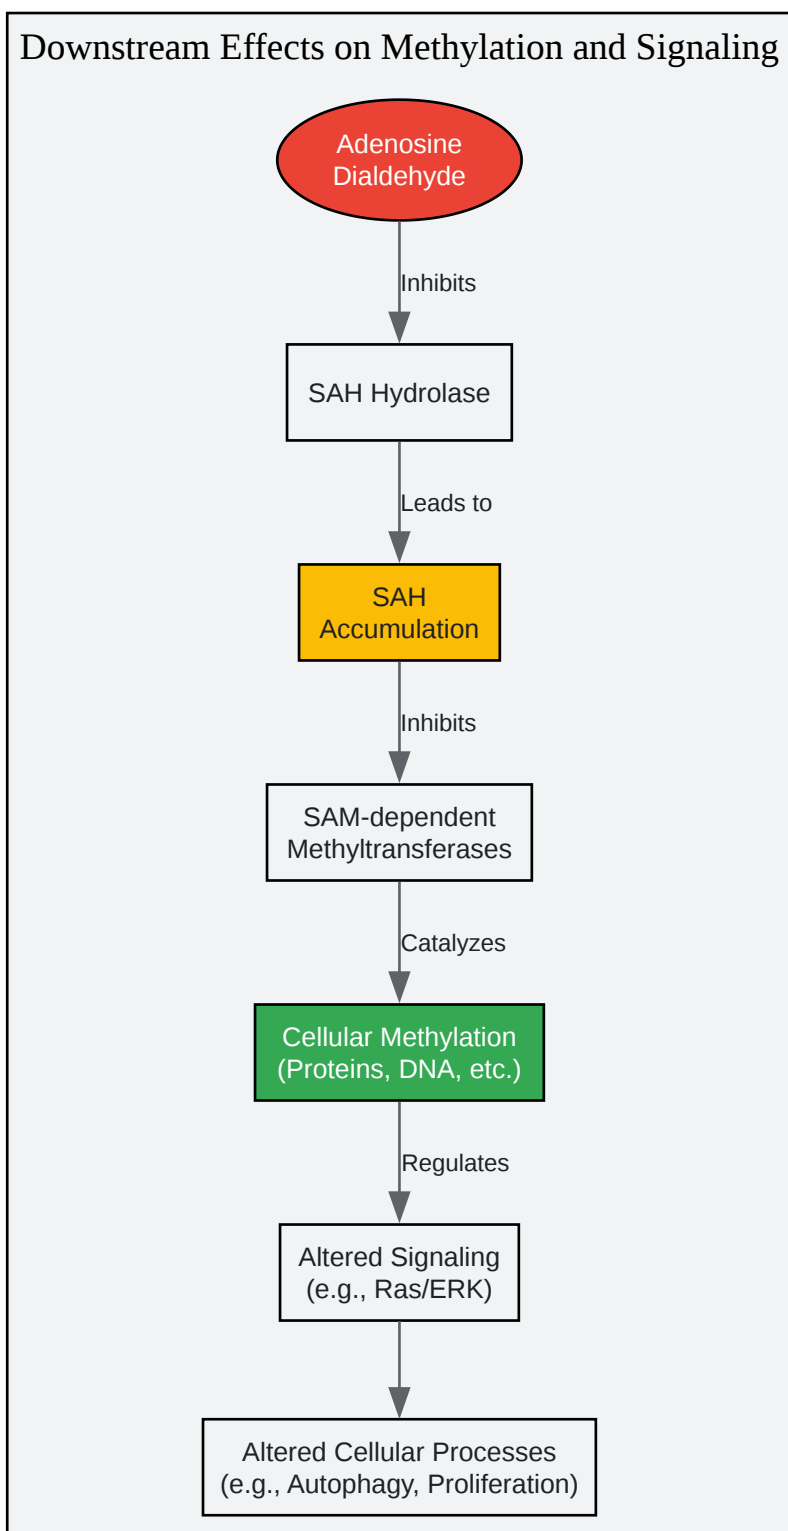 Downstream Effects on Methylation and Signaling
Adenosine
Dialdehyde
Inhibits
SAH Hydrolase
Leads to
SAH
Accumulation
Inhibits
SAM-dependent
Methyltransferases
Catalyzes
Cellular Methylation
(Proteins, DNA, etc.)
Regulates
Altered Signaling
(e.g., Ras/ERK)
Altered Cellular Processes
(e.g., Autophagy, Proliferation)